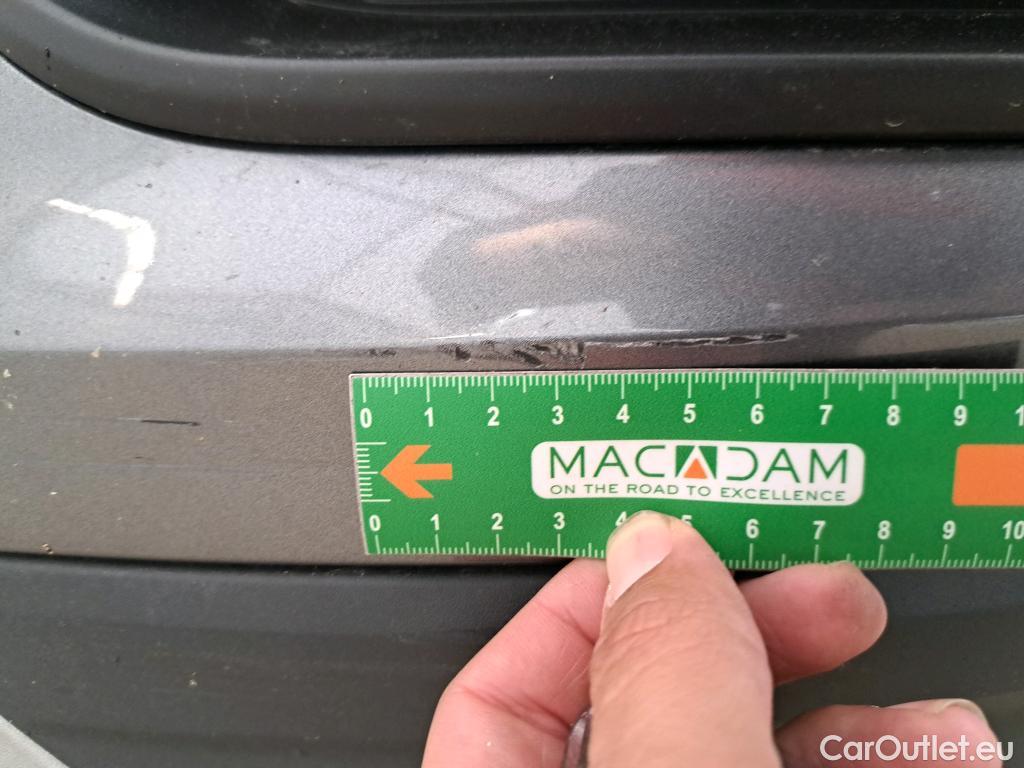 0 1 2 3 4 5 6 7 8 9 1
MACADAM
ON THE ROAD TO EXCELLENCE
0 1 2 3 4 5 6 7 8 9 10
CarOutlet.eu